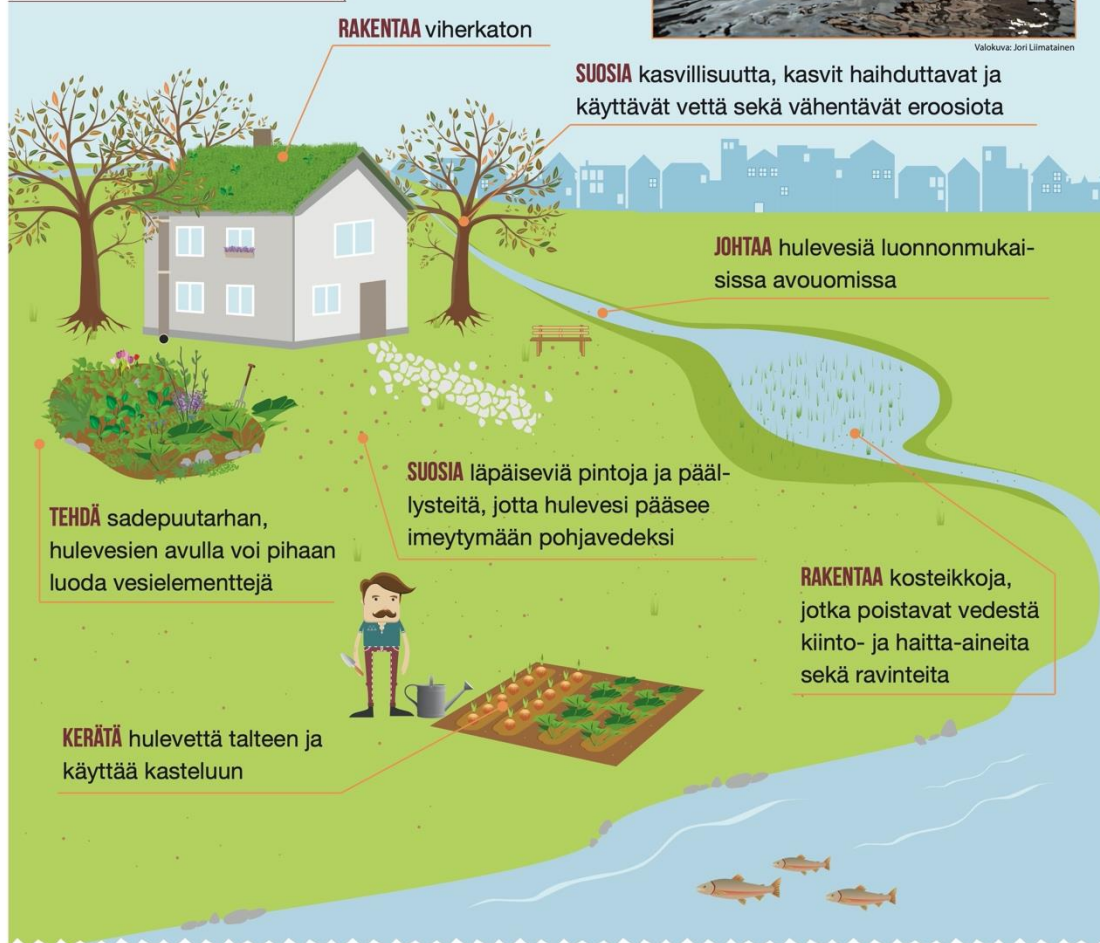 RAKENTAA viherkaton
Valokuva: Jori Liimatainen
SUOSIA kasvillisuutta, kasvit haihduttavat ja
käyttävät vettä sekä vähentävät eroosiota
JOHTAA hulevesiä luonnonmukai-
sissa avouomissa
SUOSIA läpäiseviä pintoja ja pääl-
lysteitä, jotta hulevesi pääsee
imeytymään pohjavedeksi
TEHDÄ sadepuutarhan,
hulevesien avulla voi pihaan
luoda vesielementtejä
RAKENTAA kosteikkoja,
jotka poistavat vedestä
kiinto- ja haitta-aineita
sekä ravinteita
KERÄTÄ hulevettä talteen ja
käyttää kasteluun